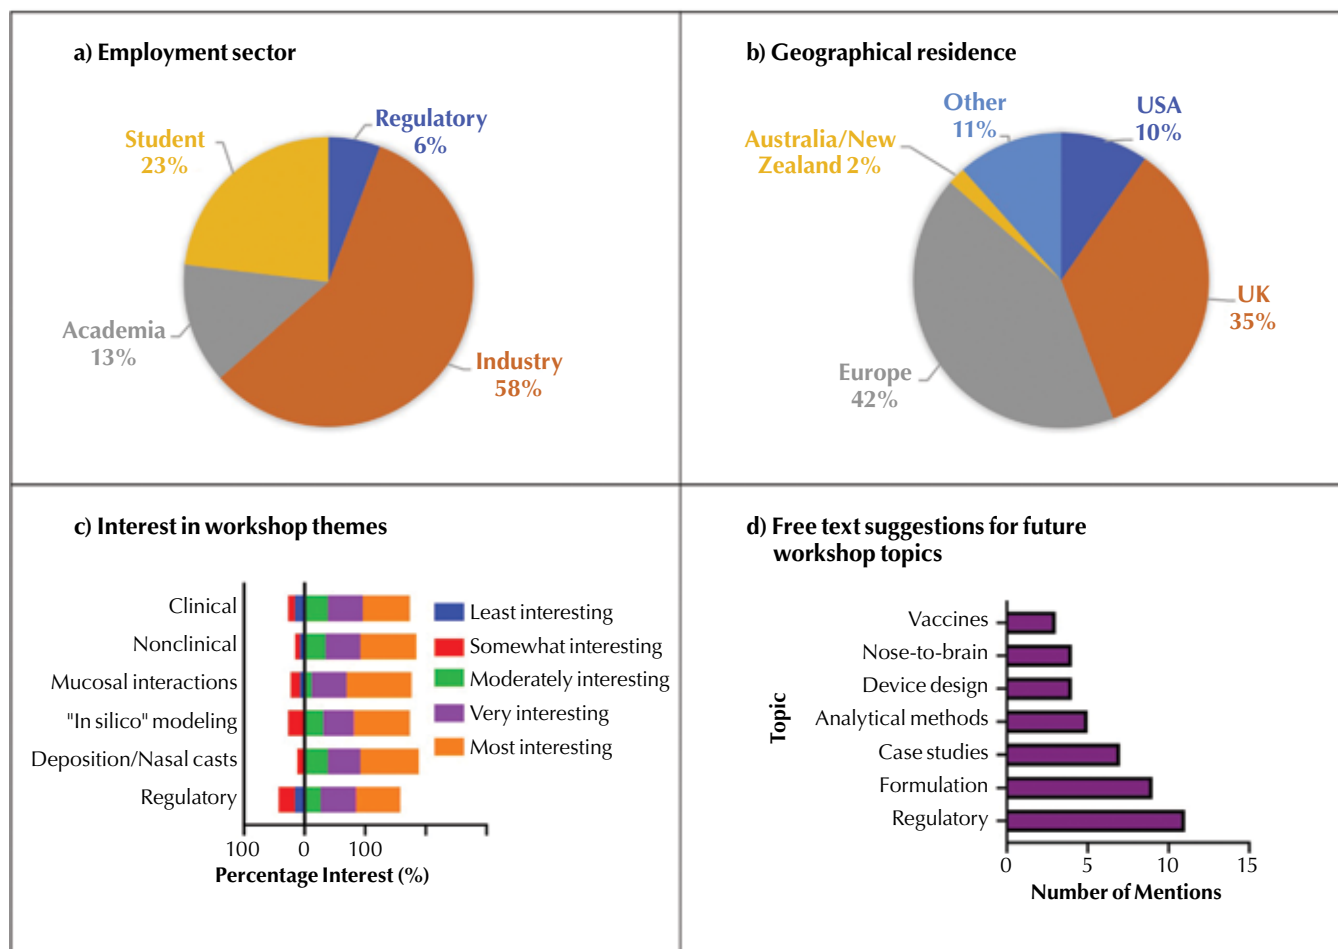 a) Employment sector
Regulatory
6%
Student
23%
Academia
13%
Industry
58%
b) Geographical residence
Other
11%
USA
10%
Australia/New
Zealand 2%
UK
35%
Europe
42%
c) Interest in workshop themes
Clinical
Nonclinical
Mucosal interactions
"In silico" modeling
Deposition/Nasal casts
Regulatory
100 0 100
Percentage Interest (%)
Least interesting
Somewhat interesting
Moderately interesting
Very interesting
Most interesting
d) Free text suggestions for future
workshop topics
Topic
Vaccines
Nose-to-brain
Device design
Analytical methods
Case studies
Formulation
Regulatory
0 5 10 15
Number of Mentions